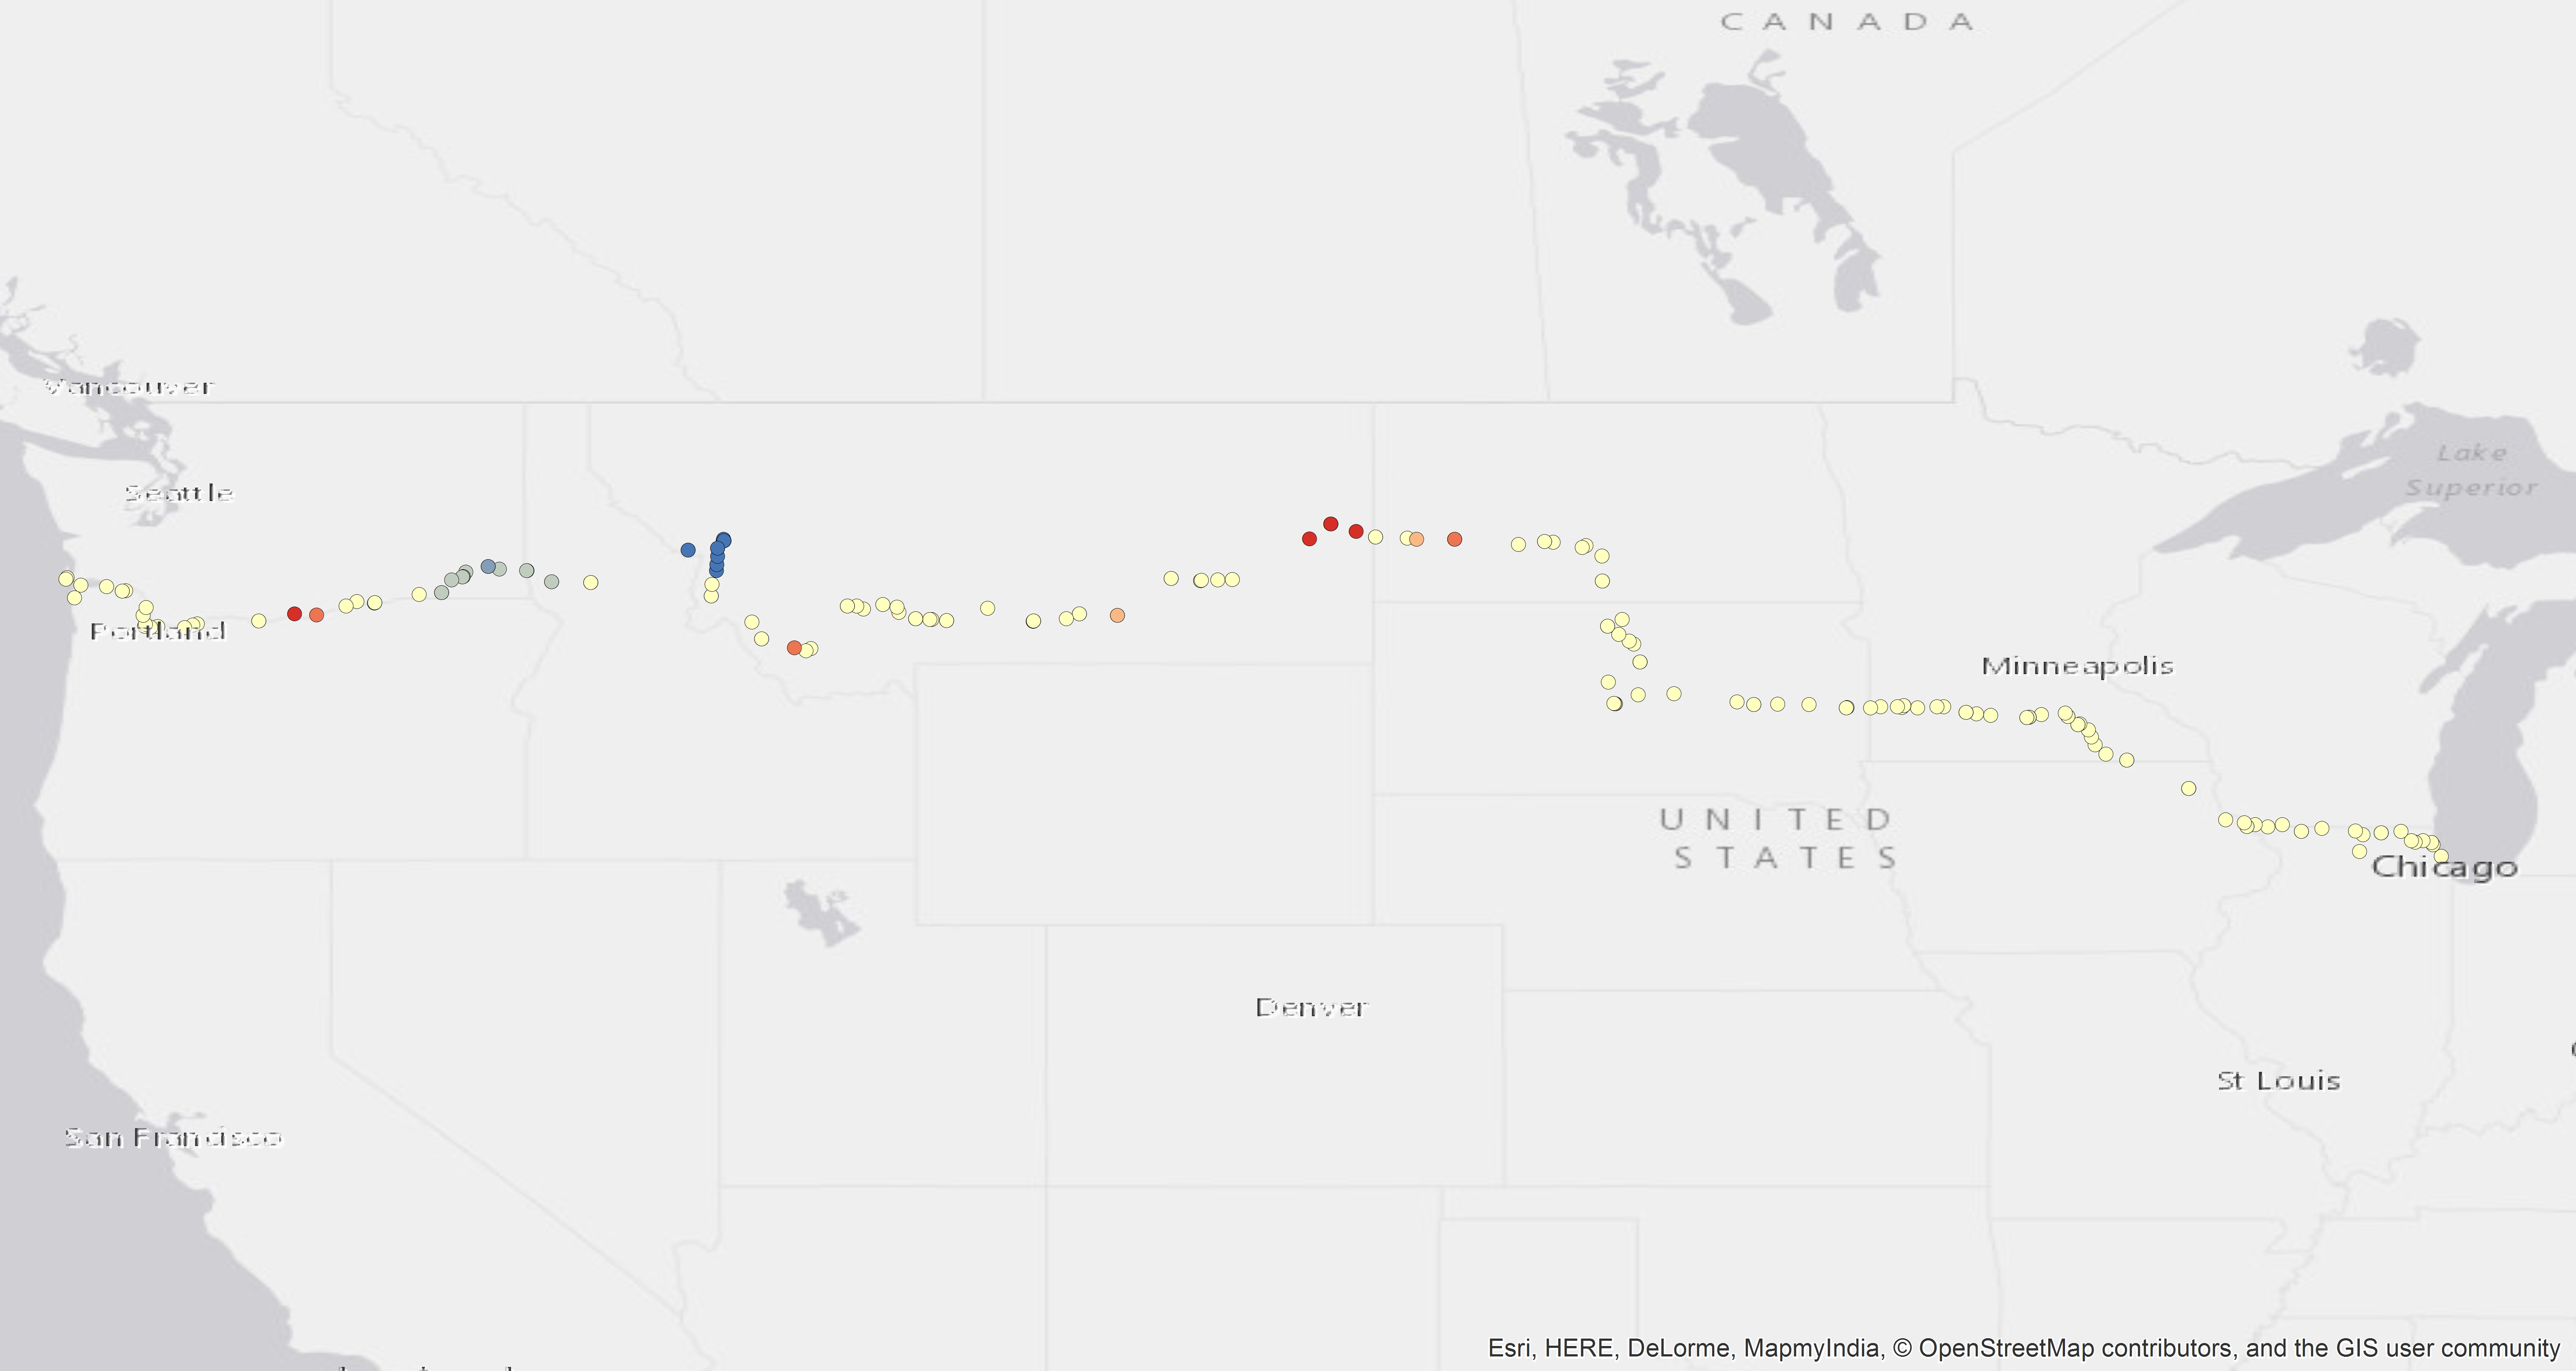 CANADA
Vancouver
Seattle
Lake
Superior
Portland
Minneapolis
UNITED
STATES
Chicago
Denver
St Louis
San Francisco
Esri, HERE, DeLorme, MapmyIndia, © OpenStreetMap contributors, and the GIS user community